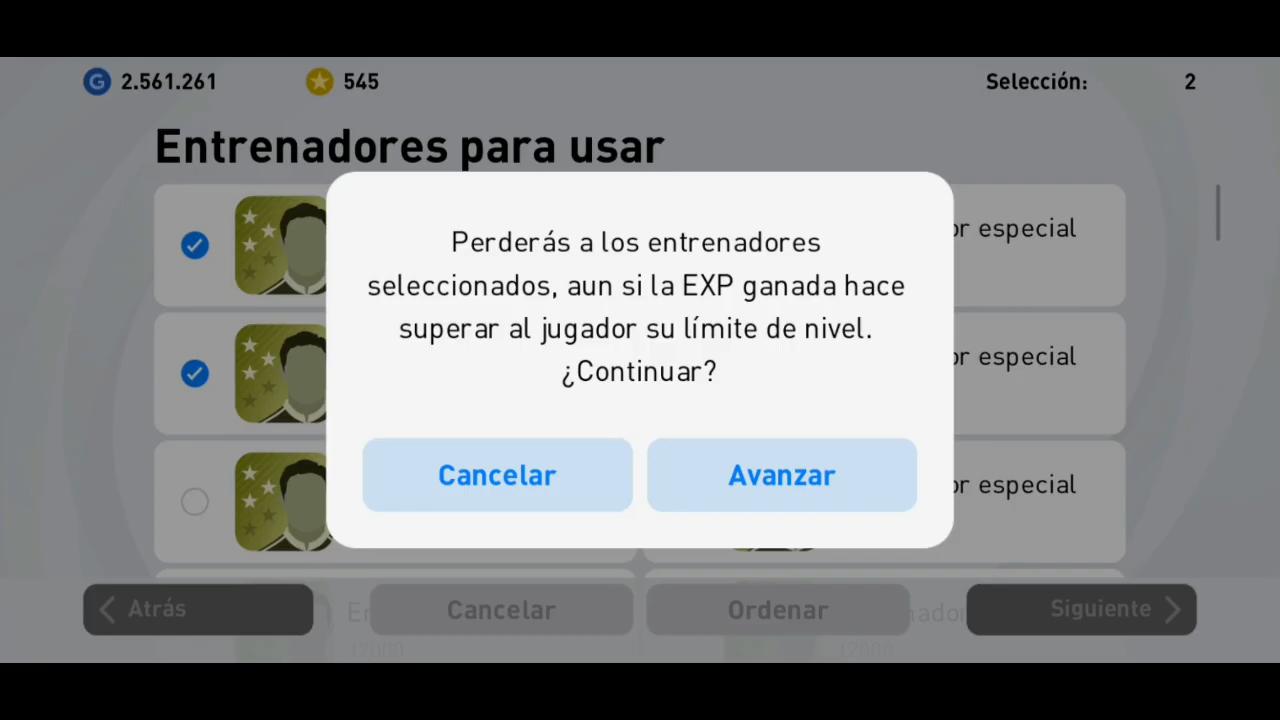 G 2.561.261 545 Selección: 2
Entrenadores para usar
or especial
Perderás a los entrenadores
seleccionados, aun si la EXP ganada hace
superar al jugador su límite de nivel.
¿Continuar?
or especial
Cancelar Avanzar
or especial
Atrás Cancelar Ordenar Siguiente
12000 12000